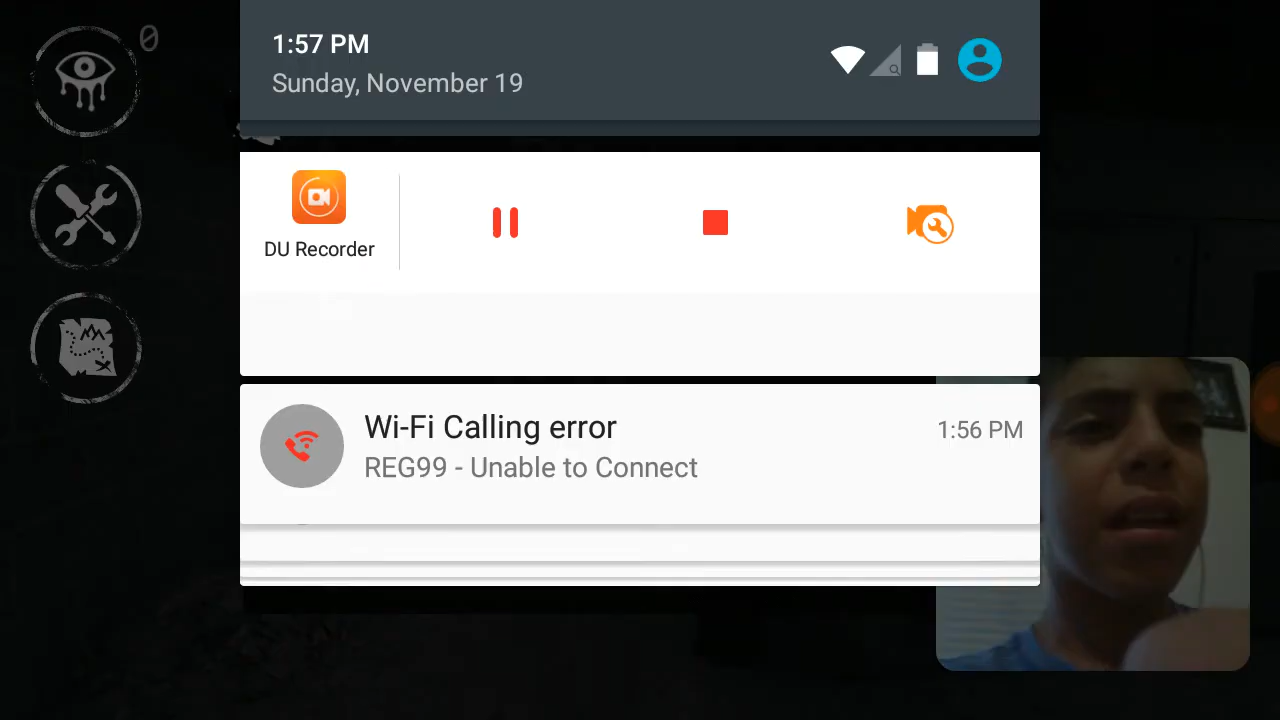 0
1:57 PM
Sunday, November 19
DU Recorder
Wi-Fi Calling error
1:56 PM
REG99 - Unable to Connect